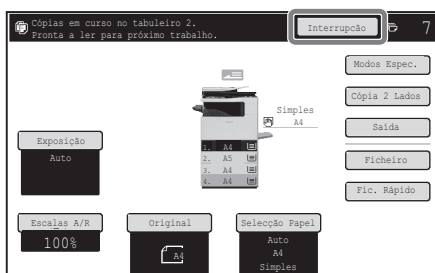 Cópias em curso no tabuleiro 2.
Pronta a ler para próximo trabalho.
Interrupcão
7
Modos Espec.
Cópia 2 Lados
Saída
Ficheiro
Fic. Rápido
Simples
A4
Exposição
Auto
1. A4
2. A5
3. A4
4. A4
Escalas A/R
100%
Original
A4
Selecção Papel
Auto
A4
Simples